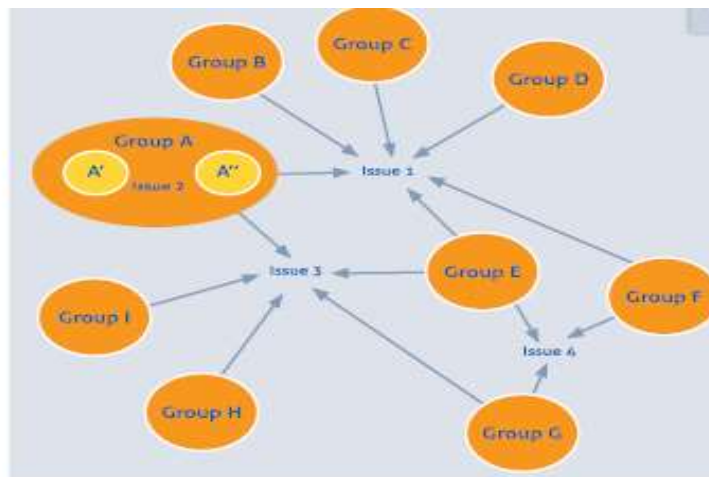 Group C
Group B
Group D
Group A
A'
A''
Issue 2
Issue 1
Issue 3
Group E
Group I
Group F
Issue 4
Group H
Group G